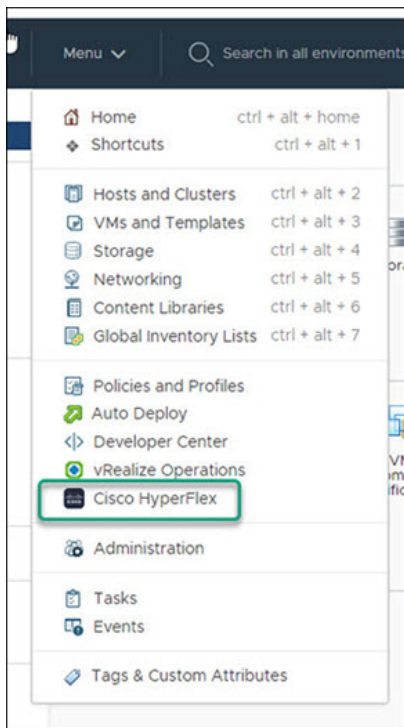 Menu
Search in all environments
Home ctrl + alt + home
Shortcuts ctrl + alt + 1
Hosts and Clusters ctrl + alt + 2
VMs and Templates ctrl + alt + 3
Storage ctrl + alt + 4
Networking ctrl + alt + 5
Content Libraries ctrl + alt + 6
Global Inventory Lists ctrl + alt + 7
Policies and Profiles
Auto Deploy
Developer Center
vRealize Operations
Cisco HyperFlex
Administration
Tasks
Events
Tags & Custom Attributes